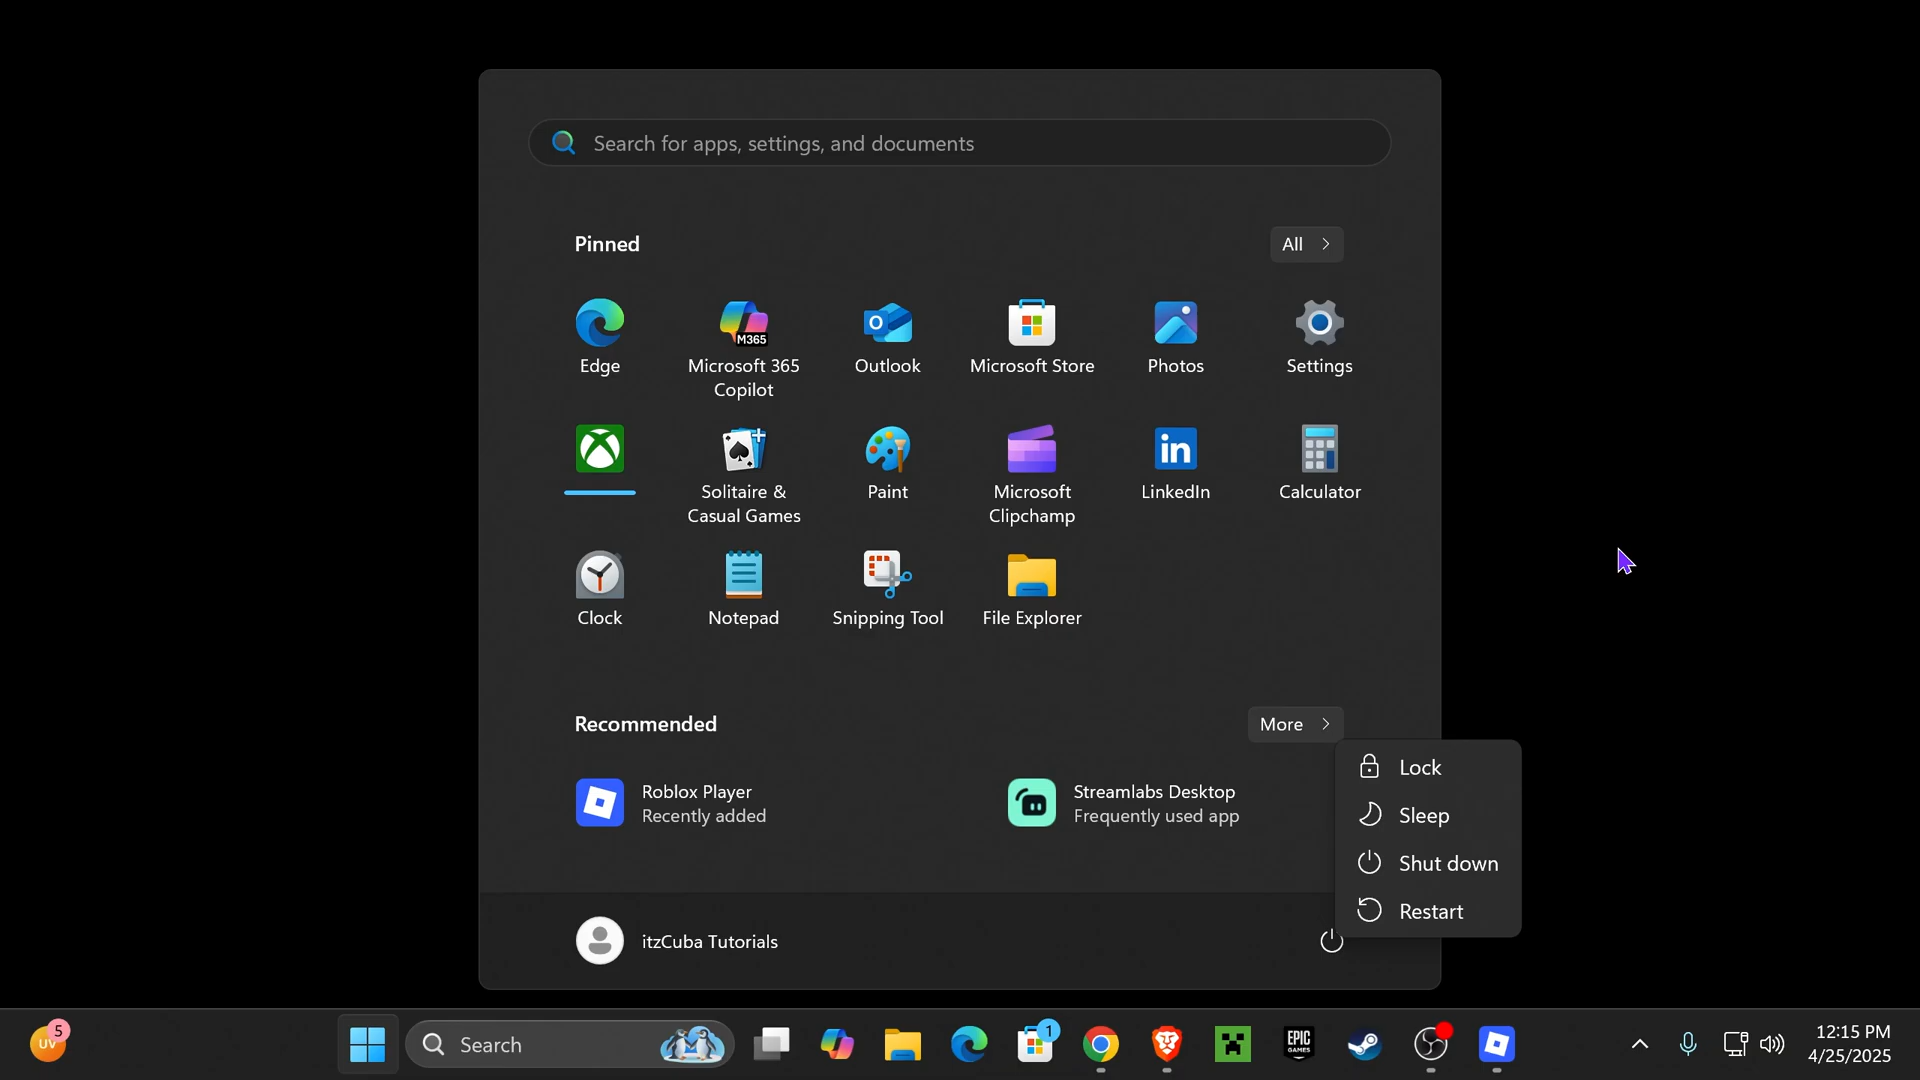 Search for apps, settings, and documents
Pinned
All
Edge
M365
Microsoft 365
Copilot
Outlook
Microsoft Store
Photos
Settings
Solitaire &
Casual Games
Paint
Microsoft
Clipchamp
in
LinkedIn
Calculator
Clock
Notepad
Snipping Tool
File Explorer
Recommended
More
Roblox Player
Recently added
Streamlabs Desktop
Frequently used app
Lock
Sleep
Shut down
Restart
itzCuba Tutorials
UV
5
Search
1
EPIC
GAMES
12:15 PM
4/25/2025